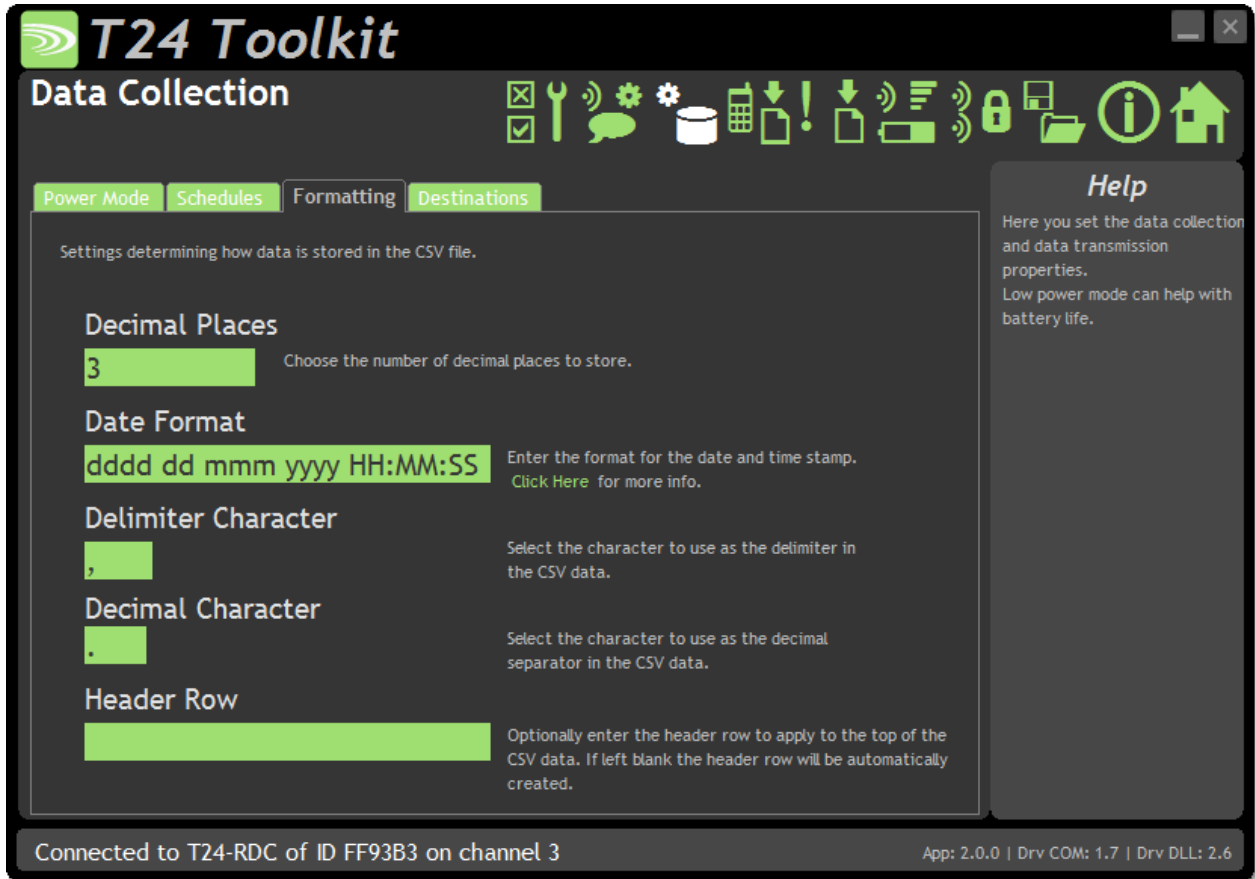 T24 Toolkit
Data Collection
Power Mode Schedules Formatting Destinations
Settings determining how data is stored in the CSV file.
Decimal Places
3
Choose the number of decimal places to store.
Date Format
dddd dd mmm yyyy HH:MM:SS
Enter the format for the date and time stamp.
Click Here for more info.
Delimiter Character
,
Select the character to use as the delimiter in
the CSV data.
Decimal Character
.
Select the character to use as the decimal
separator in the CSV data.
Header Row
Optionally enter the header row to apply to the top of the
CSV data. If left blank the header row will be automatically
created.
Help
Here you set the data collection
and data transmission
properties.
Low power mode can help with
battery life.
Connected to T24-RDC of ID FF93B3 on channel 3
App: 2.0.0 | Drv COM: 1.7 | Drv DLL: 2.6